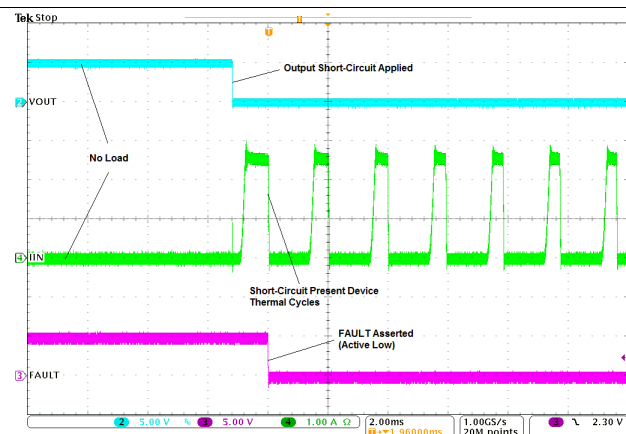 Tek Stop
Output Short-Circuit Applied
2 VOUT
No Load
4 IIN
Short-Circuit Present Device
Thermal Cycles
FAULT Asserted
(Active Low)
3 FAULT
2 5.00 V 3 5.00 V 4 1.00 A Ω 2.00ms 1.00GS/s 3 2.30 V
1.96000ms 20M points